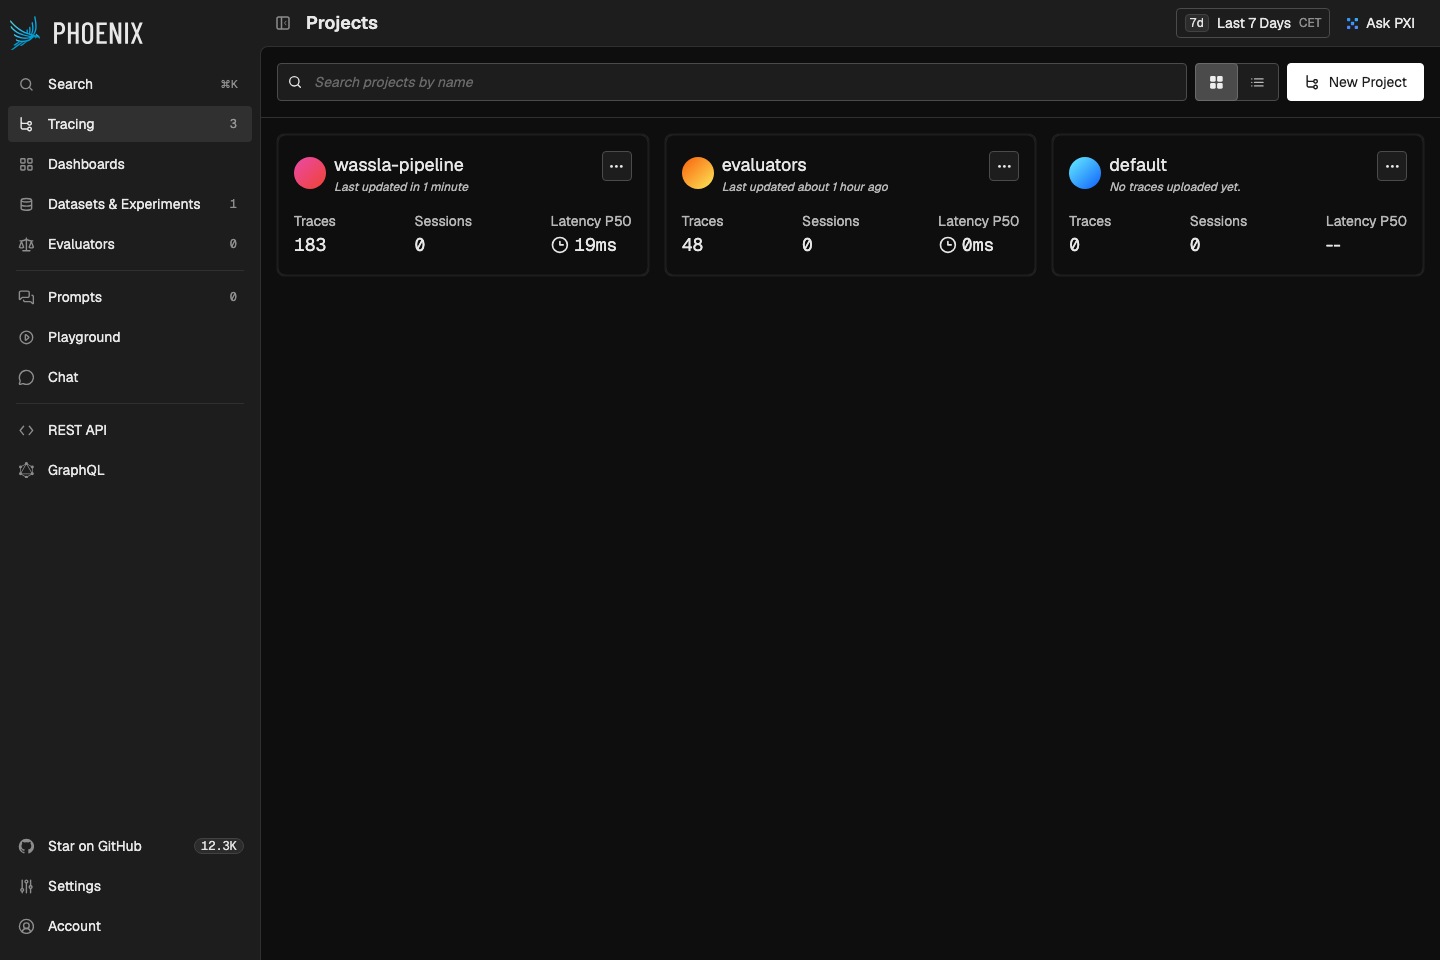 PHOENIX
Search ⌘K
Tracing 3
Dashboards
Datasets & Experiments 1
Evaluators 0
Prompts 0
Playground
Chat
REST API
GraphQL
Star on GitHub 12.3K
Settings
Account
Projects
7d Last 7 Days CET
Ask PXI
Search projects by name
New Project
wassla-pipeline
Last updated in 1 minute
Traces Sessions Latency P50
183 0 19ms
evaluators
Last updated about 1 hour ago
Traces Sessions Latency P50
48 0 0ms
default
No traces uploaded yet.
Traces Sessions Latency P50
0 0 --